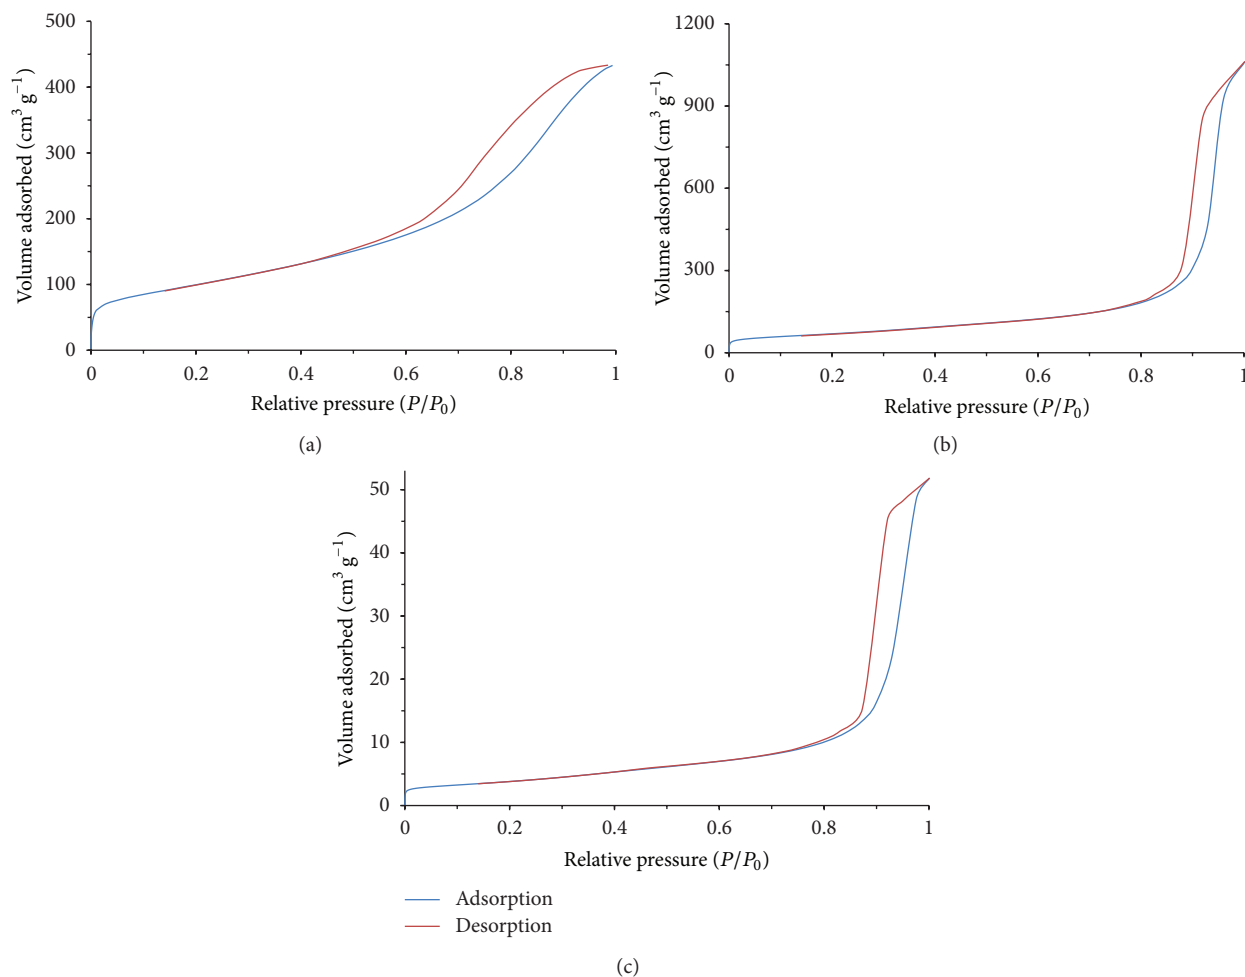 500
400
300
200
100
0
Volume adsorbed (cm³ g⁻¹)
0 0.2 0.4 0.6 0.8 1
Relative pressure (P/P₀)
(a)
1200
900
600
300
0
Volume adsorbed (cm³ g⁻¹)
0 0.2 0.4 0.6 0.8 1
Relative pressure (P/P₀)
(b)
50
40
30
20
10
0
Volume adsorbed (cm³ g⁻¹)
0 0.2 0.4 0.6 0.8 1
Relative pressure (P/P₀)
Adsorption
Desorption
(c)